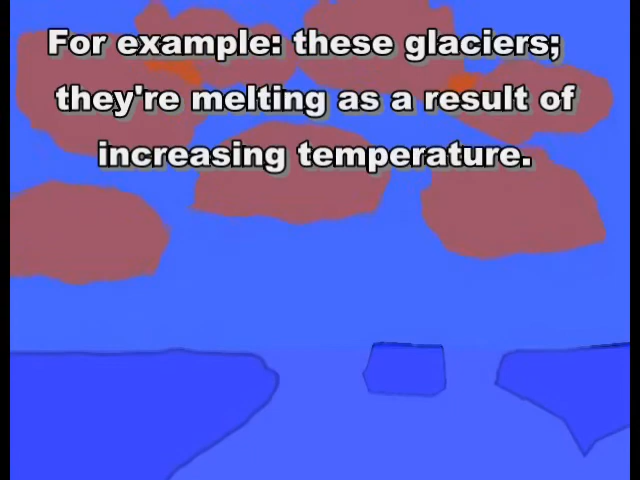 For example: these glaciers;
they're melting as a result of
increasing temperature.